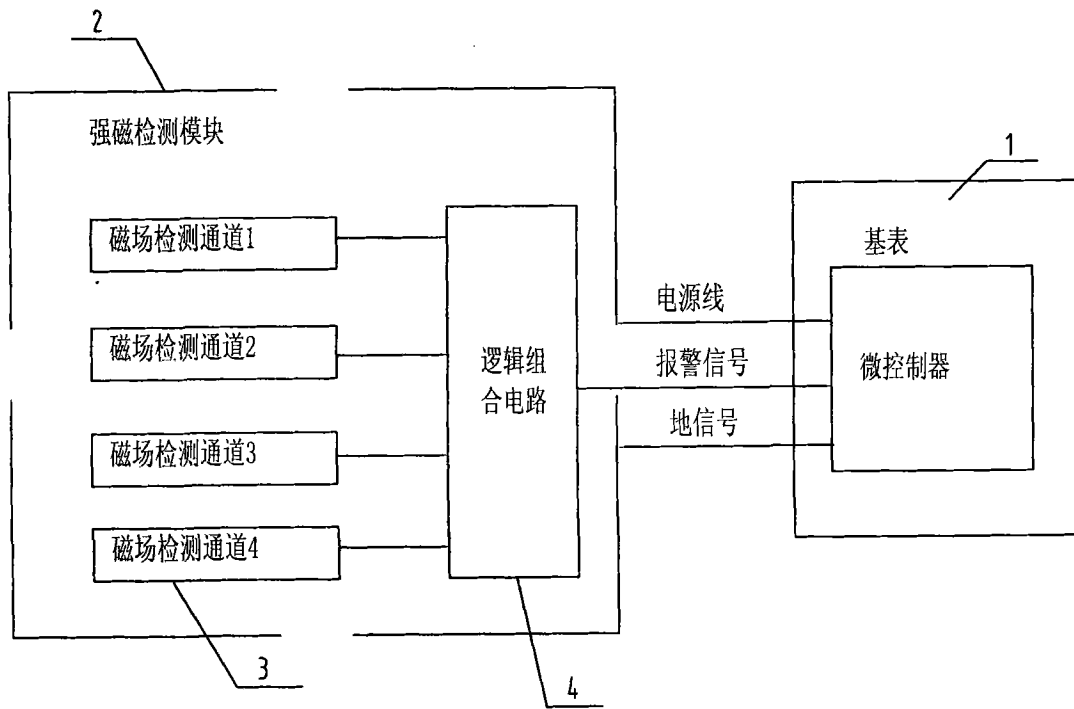 2
强磁检测模块
1
磁场检测通道1
基表
电源线
磁场检测通道2
逻辑组
合电路
报警信号
微控制器
地信号
磁场检测通道3
磁场检测通道4
3
4